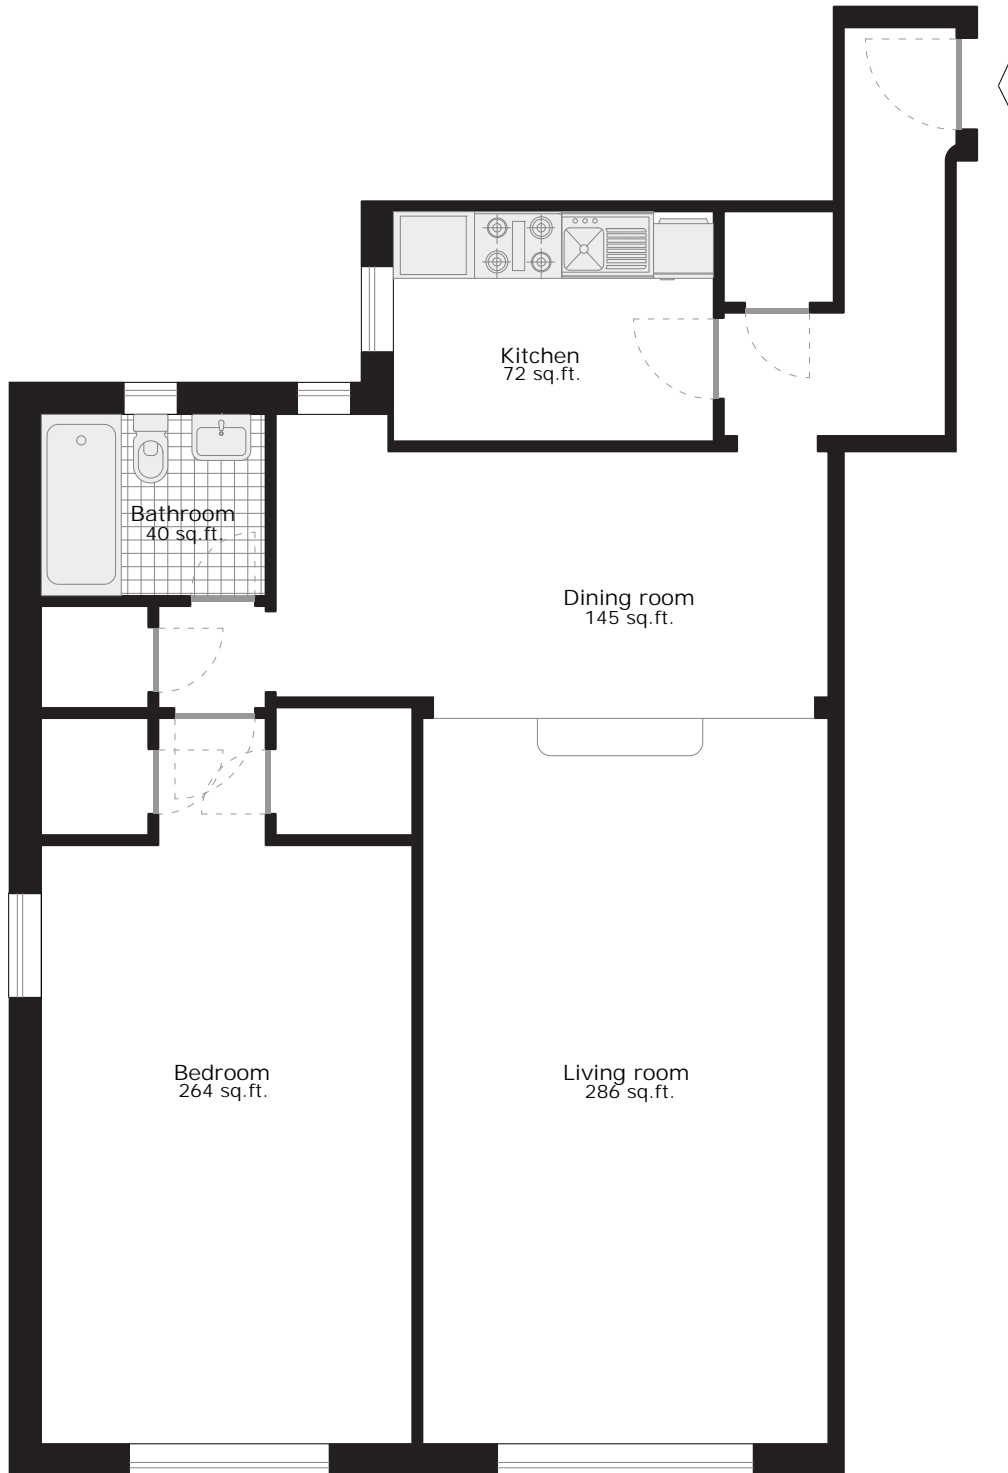 Kitchen
72 sq.ft.
Bathroom
40 sq.ft.
Dining room
145 sq.ft.
Bedroom
264 sq.ft.
Living room
286 sq.ft.